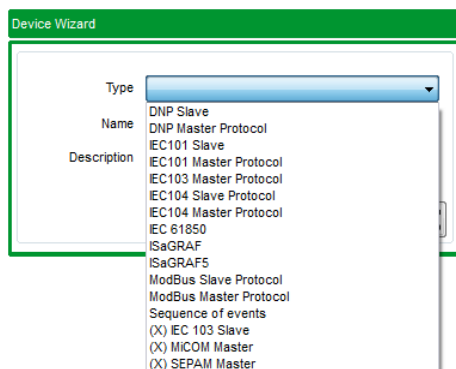 Device Wizard
Type
Name
Description
DNP Slave
DNP Master Protocol
IEC101 Slave
IEC101 Master Protocol
IEC103 Master Protocol
IEC104 Slave Protocol
IEC104 Master Protocol
IEC 61850
ISaGRAF
ISaGRAF5
ModBus Slave Protocol
ModBus Master Protocol
Sequence of events
(X) IEC 103 Slave
(X) MiCOM Master
(X) SEPAM Master